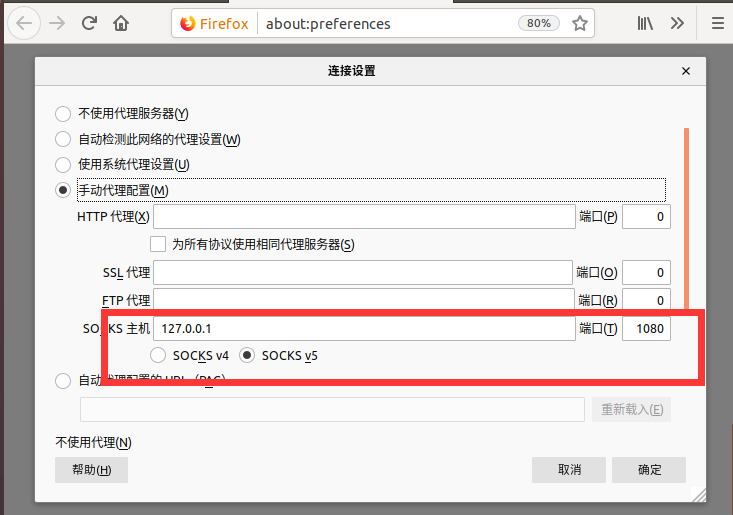 Firefox about:preferences 80%
连接设置
不使用代理服务器(Y)
自动检测此网络的代理设置(W)
使用系统代理设置(U)
手动代理配置(M)
HTTP 代理(X) 端口(P) 0
为所有协议使用相同代理服务器(S)
SSL 代理 端口(O) 0
FTP 代理 端口(R) 0
SOCKS 主机 127.0.0.1 端口(T) 1080
SOCKS v4 SOCKS v5
自动代理配置的 URL（PAC）
重新载入(E)
不使用代理(N)
帮助(H) 取消 确定